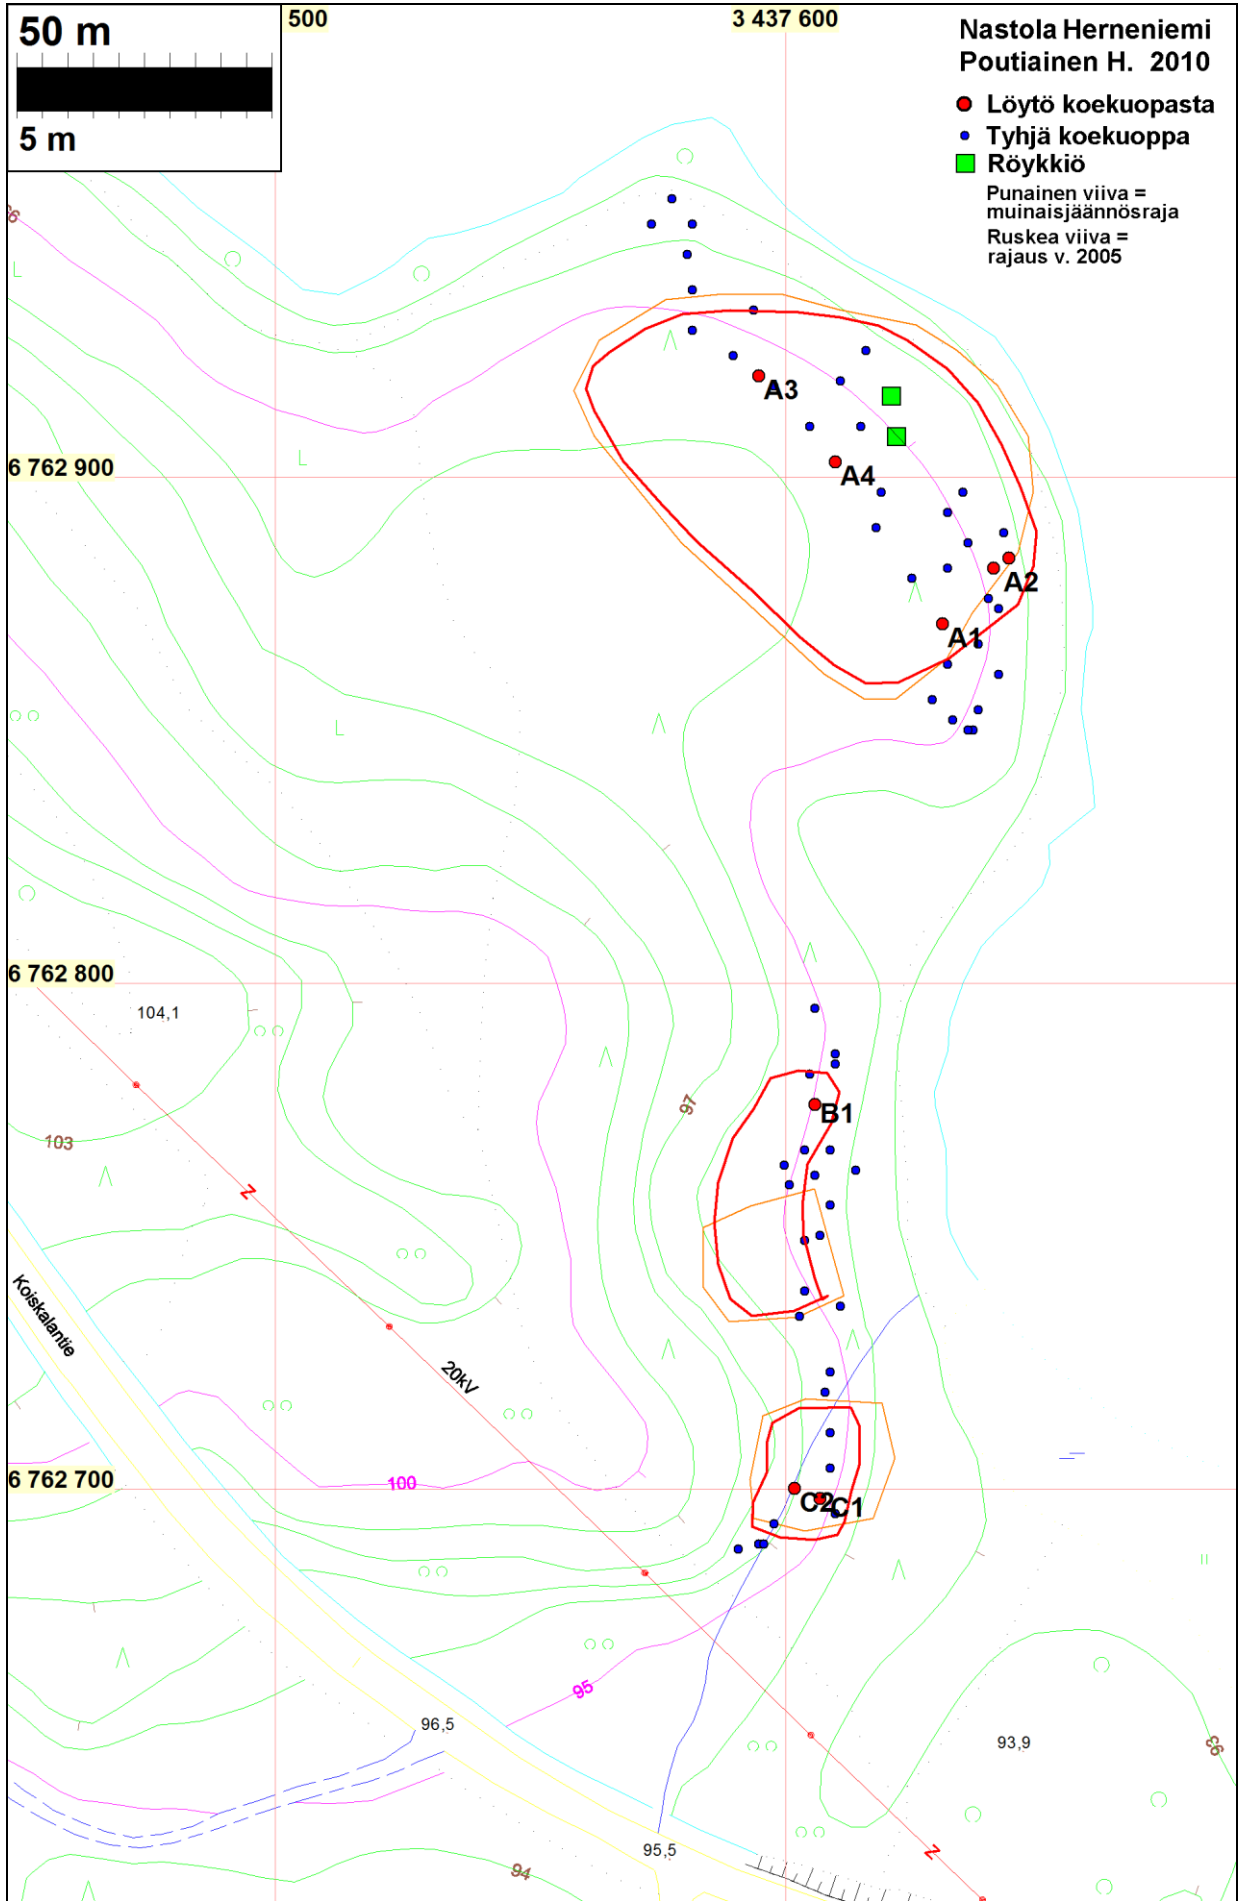 50 m
5 m
500
3 437 600
Nastola Herneniemi
Poutiainen H. 2010
Löytö koekuopasta
Tyhjä koekuoppa
Röykkiö
Punainen viiva =
muinaisjäännösraja
Ruskea viiva =
rajaus v. 2005
A3
6 762 900
A4
A2
A1
6 762 800
104,1
97
B1
103
Z
Koiskalantie
20kV
6 762 700
100
C2
C1
95
96,5
93,9
93
95,5
Z
94